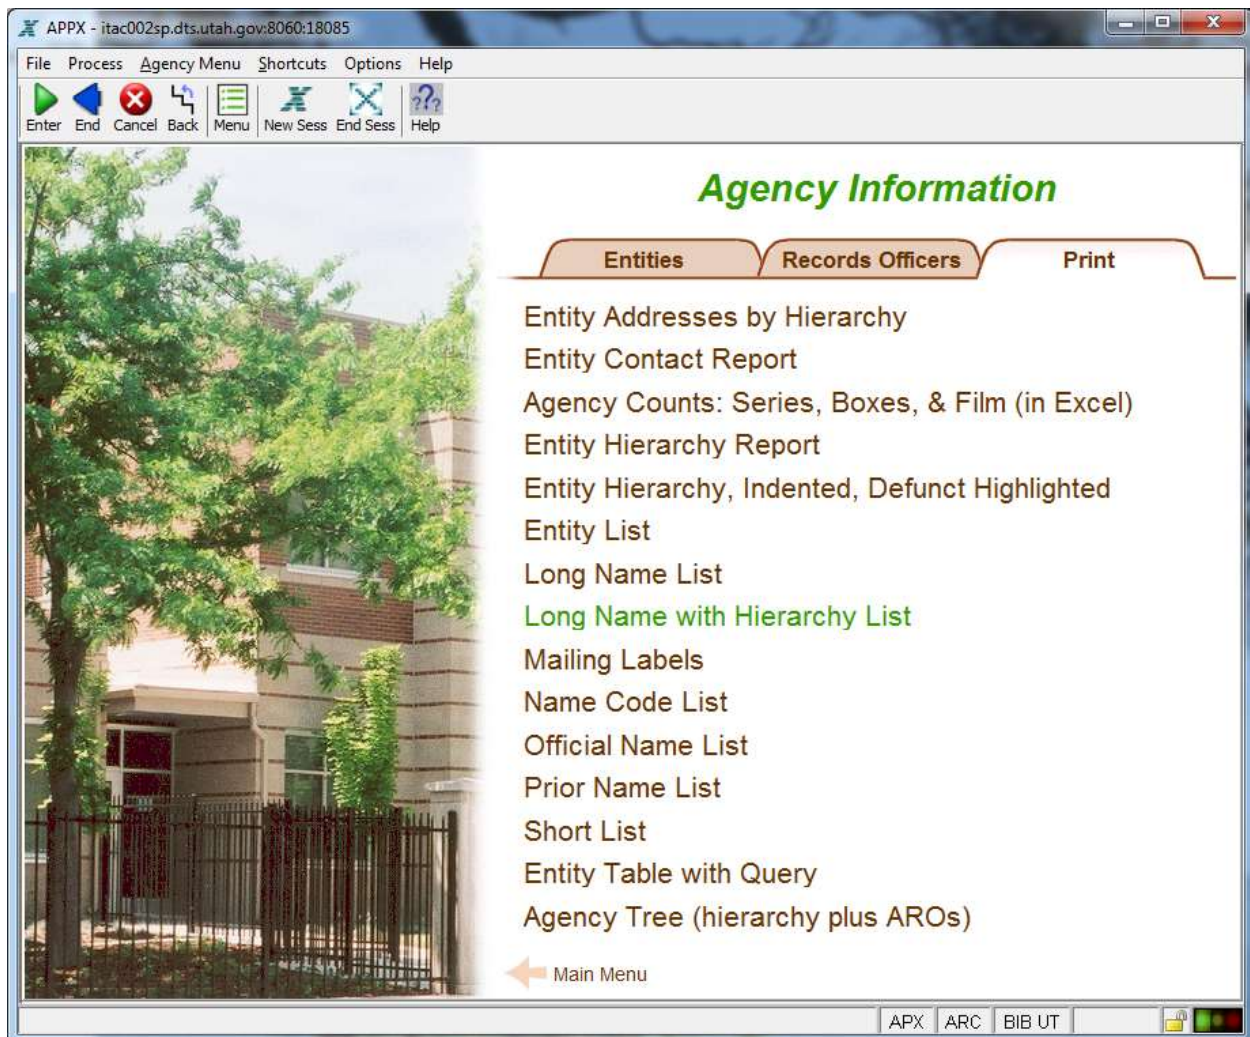 APPX - itac002sp.dts.utah.gov:8060:18085
File Process Agency Menu Shortcuts Options Help
Enter End Cancel Back Menu New Sess End Sess Help
Agency Information
Entities Records Officers Print
Entity Addresses by Hierarchy
Entity Contact Report
Agency Counts: Series, Boxes, & Film (in Excel)
Entity Hierarchy Report
Entity Hierarchy, Indented, Defunct Highlighted
Entity List
Long Name List
Long Name with Hierarchy List
Mailing Labels
Name Code List
Official Name List
Prior Name List
Short List
Entity Table with Query
Agency Tree (hierarchy plus AROs)
Main Menu
APX ARC BIB UT